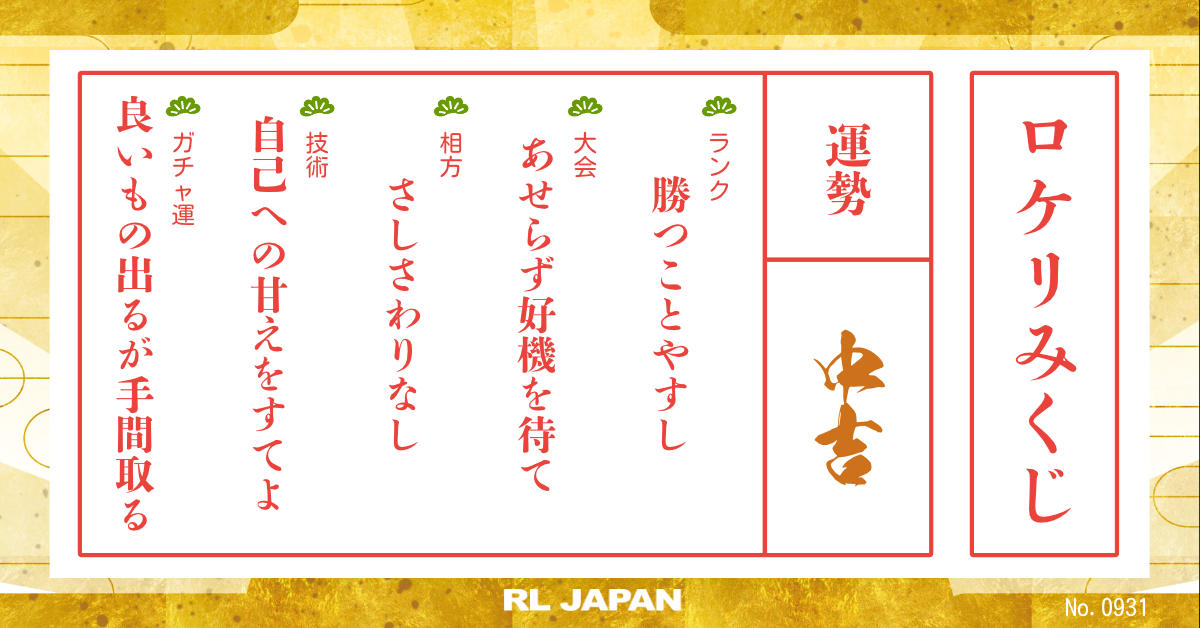 ロケリみくじ
運勢
中吉
ランク
勝つことやすし
大会
あせらず好機を待て
相方
さしさわりなし
技術
自己への甘えをすてよ
ガチャ運
良いもの出るが手間取る
RL JAPAN
No. 0931